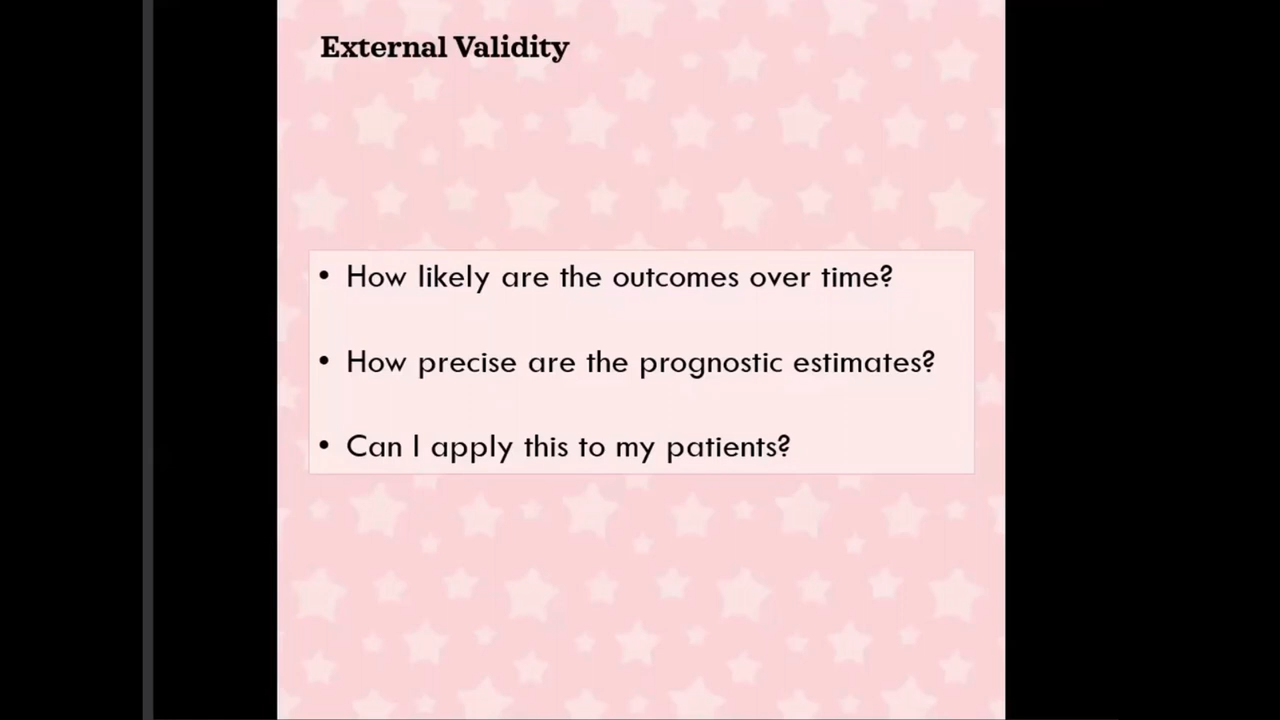 External Validity
• How likely are the outcomes over time?
• How precise are the prognostic estimates?
• Can I apply this to my patients?